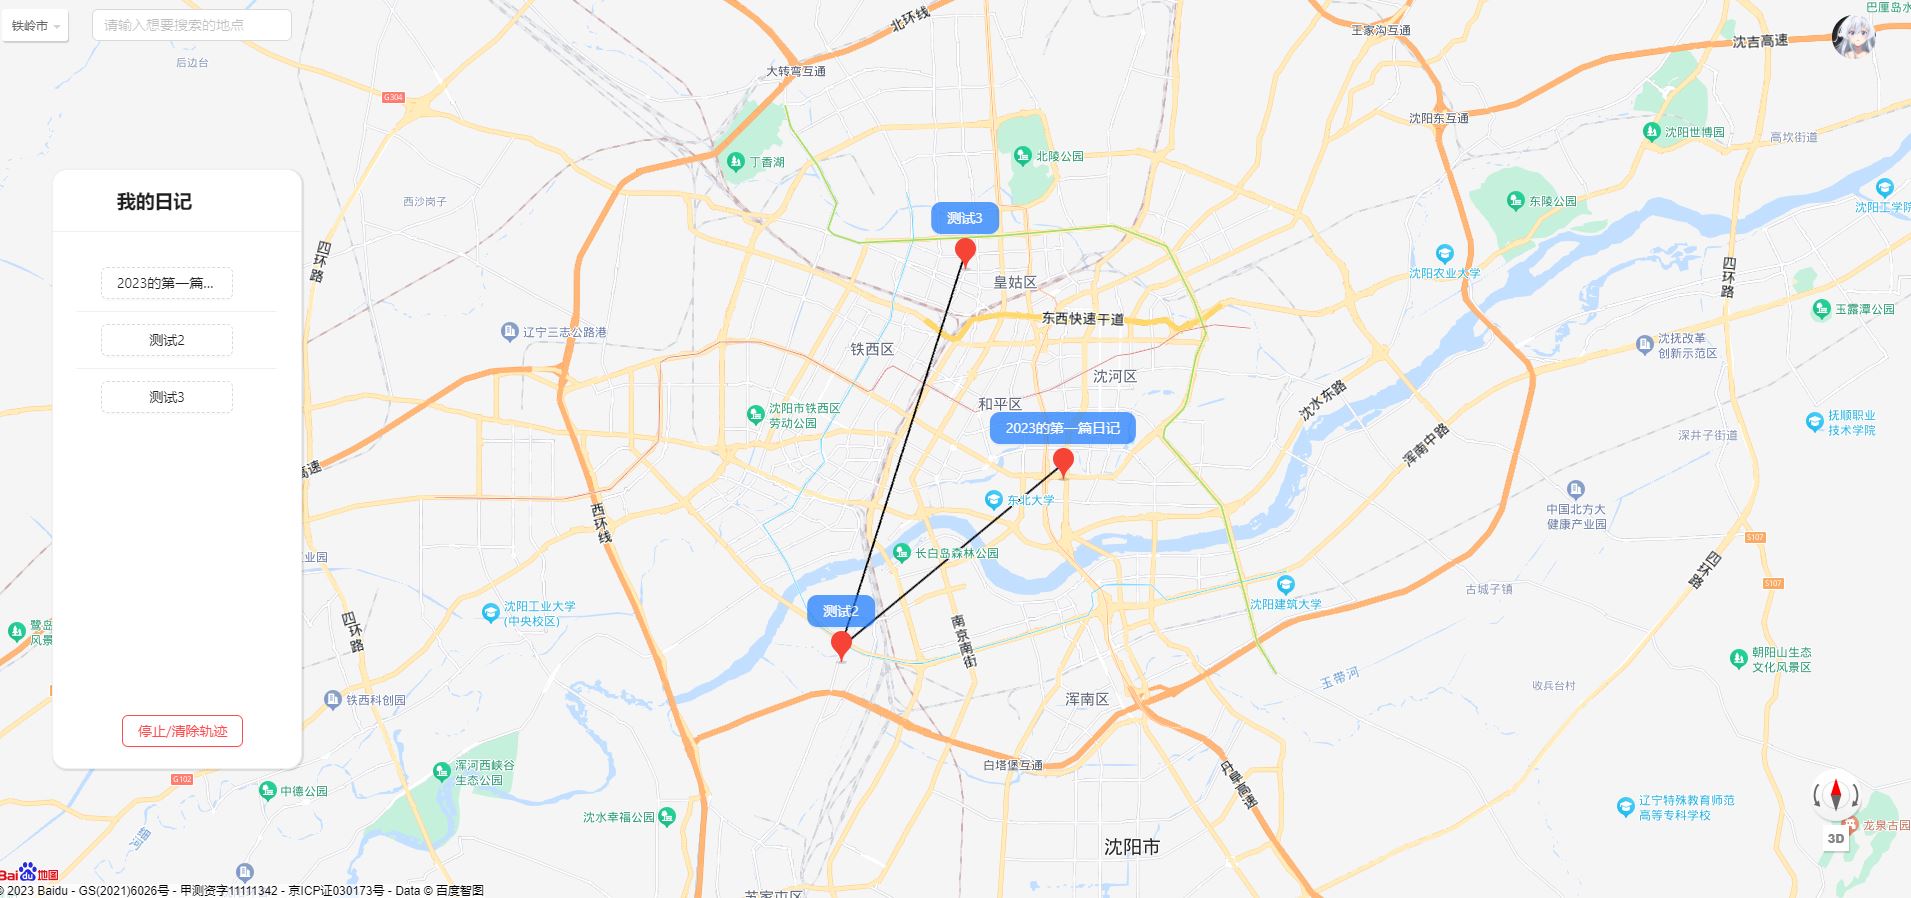 铁岭市
请输入想要搜索的地点
后边台
北环线
王家沟互通
巴厘岛水
沈吉高速
大转弯互通
G304
沈阳东互通
沈阳世博园
高坎街道
丁香湖
北陵公园
我的日记
西沙岗子
东陵公园
沈阳工学院
测试3
四环路
沈阳农业大学
四环路
皇姑区
2023的第一篇...
玉露潭公园
东西快速干道
辽宁三志公路港
测试2
铁西区
沈抚改革
创新示范区
沈河区
测试3
沈水东路
和平区
沈阳市铁西区
劳动公园
抚顺职业
技术学院
2023的第一篇日记
浑南中路
深井子街道
高速
东北大学
西环线
中国北方大
健康产业园
长白岛森林公园
业园
S107
四环路
S107
沈阳建筑大学
古城子镇
沈阳工业大学
(中央校区)
测试2
鹭岛
风景
四环路
南京南街
朝阳山生态
文化风景区
玉带河
收兵台村
铁西科创园
浑南区
停止/清除轨迹
浑河西峡谷
生态公园
白塔堡互通
G102
中德公园
丹阜高速
沈水幸福公园
辽宁特殊教育师范
高等专科学校
龙泉古园
3D
沈阳市
Bai du 地图
© 2023 Baidu - GS(2021)6026号 - 甲测资字11111342 - 京ICP证030173号 - Data © 百度智图
苏家屯区